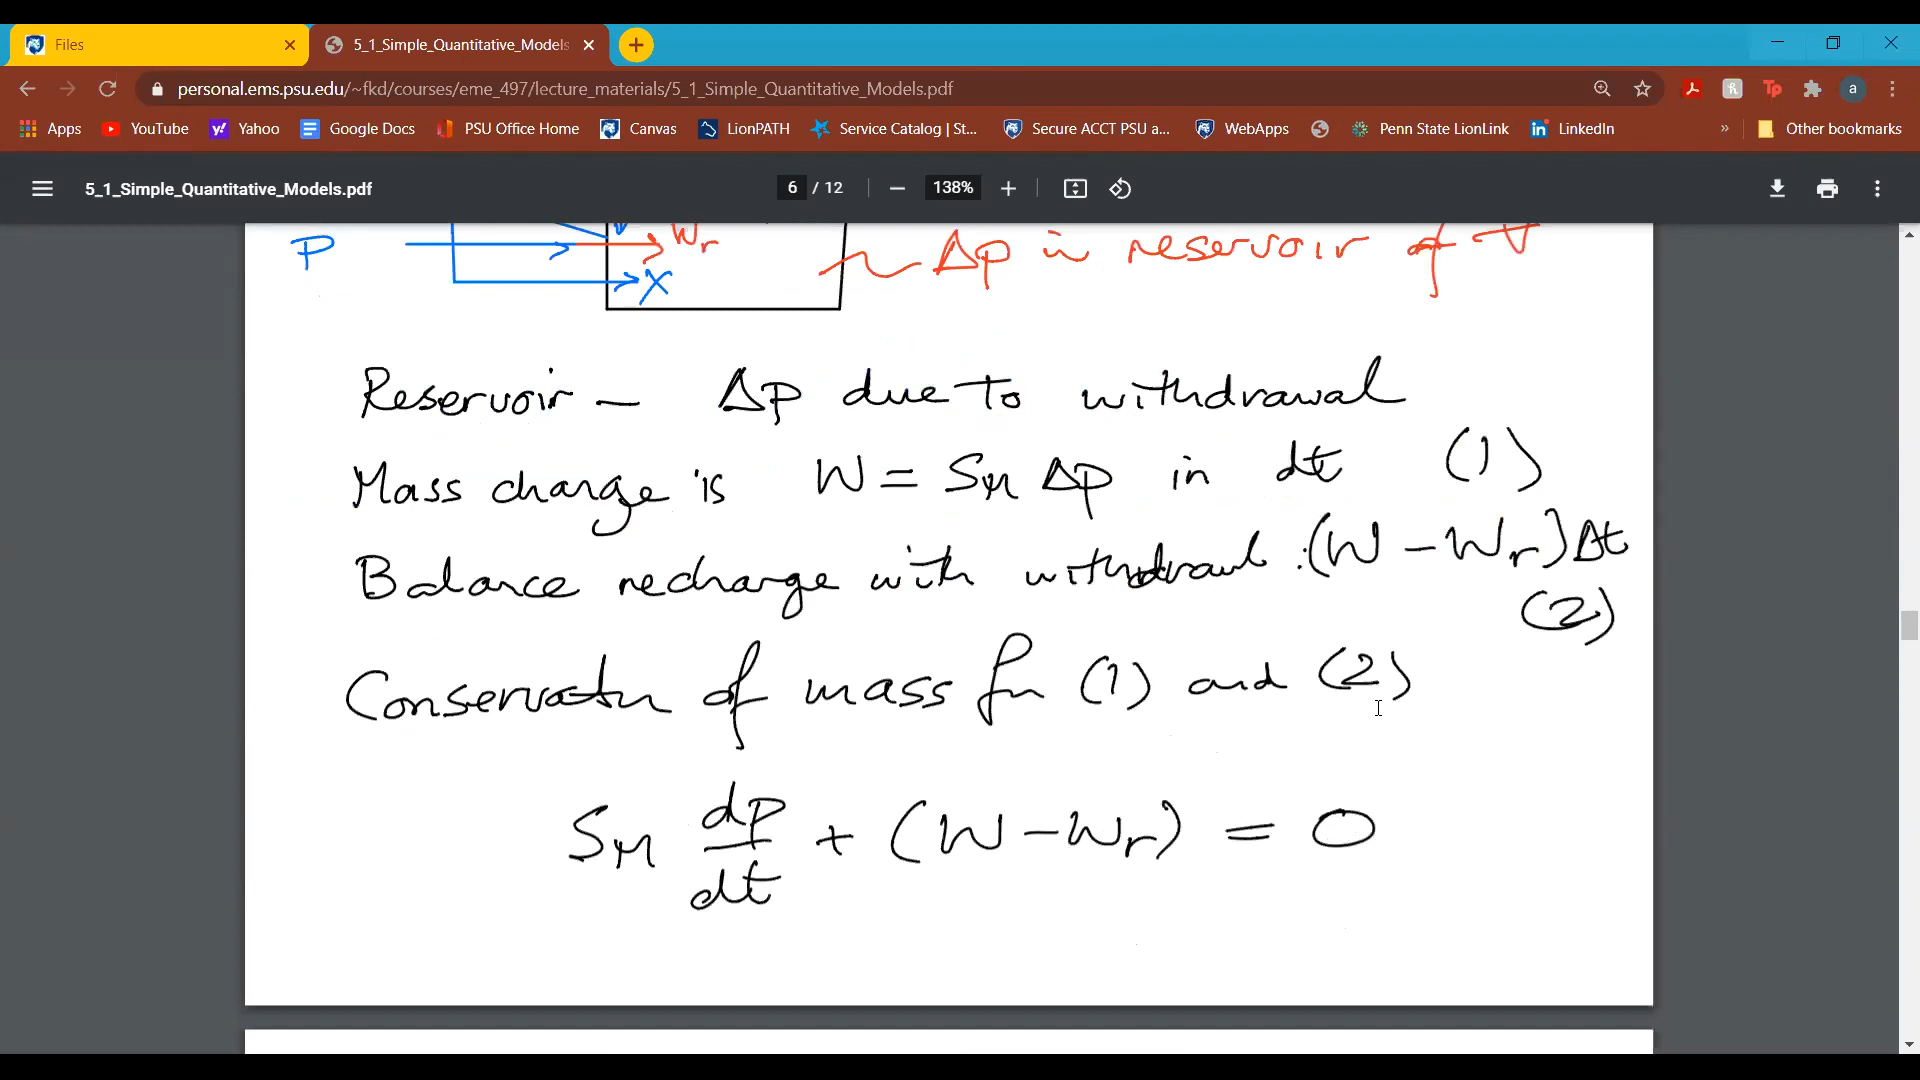 Files
5_1_Simple_Quantitative_Models
personal.ems.psu.edu/~fkd/courses/eme_497/lecture_materials/5_1_Simple_Quantitative_Models.pdf
a
Apps YouTube Yahoo Google Docs PSU Office Home Canvas LionPATH Service Catalog | St... Secure ACCT PSU a... WebApps Penn State LionLink LinkedIn » Other bookmarks
5_1_Simple_Quantitative_Models.pdf 6 / 12 138%
P Wr Δp in reservoir of V
X
Reservoir — Δp due to withdrawal
Mass change is W = SM Δp in dt (1)
Balance recharge with withdrawal : (W - Wr) Δt
(2)
Conservatn of mass fm (1) and (2)
SM dp/dt + (W - Wr) = 0